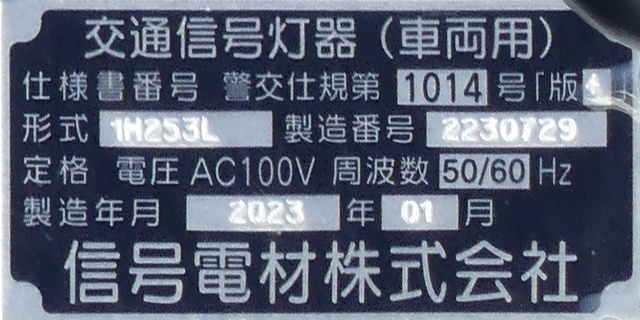 交通信号灯器（車両用）
仕様書番号 警交仕規第 1014 号「版4」
形式 1H253L 製造番号 2230729
定格 電圧 AC100V 周波数 50/60 Hz
製造年月 2023 年 01 月
信号電材株式会社